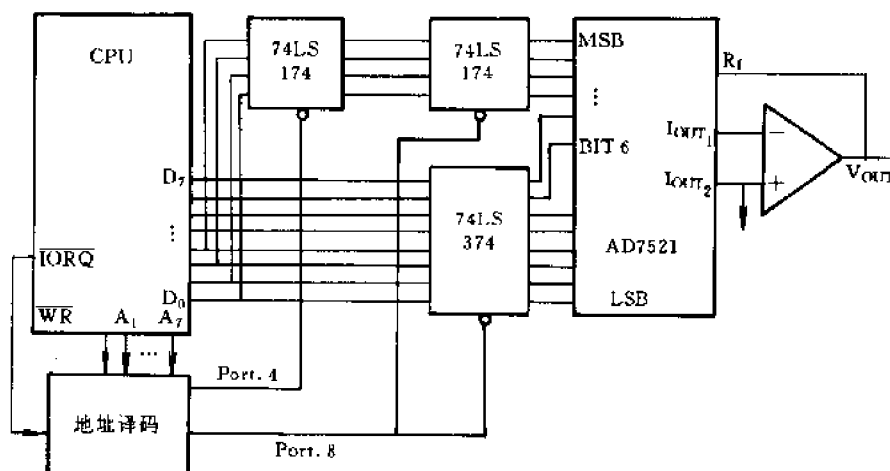 CPU
D7
⋮
IORQ
D0
WR
A1
A7
...
地址译码
Port.4
Port.8
74LS
174
74LS
174
74LS
374
MSB
⋮
BIT 6
AD7521
LSB
Rf
IOUT1
IOUT2
−
+
VOUT